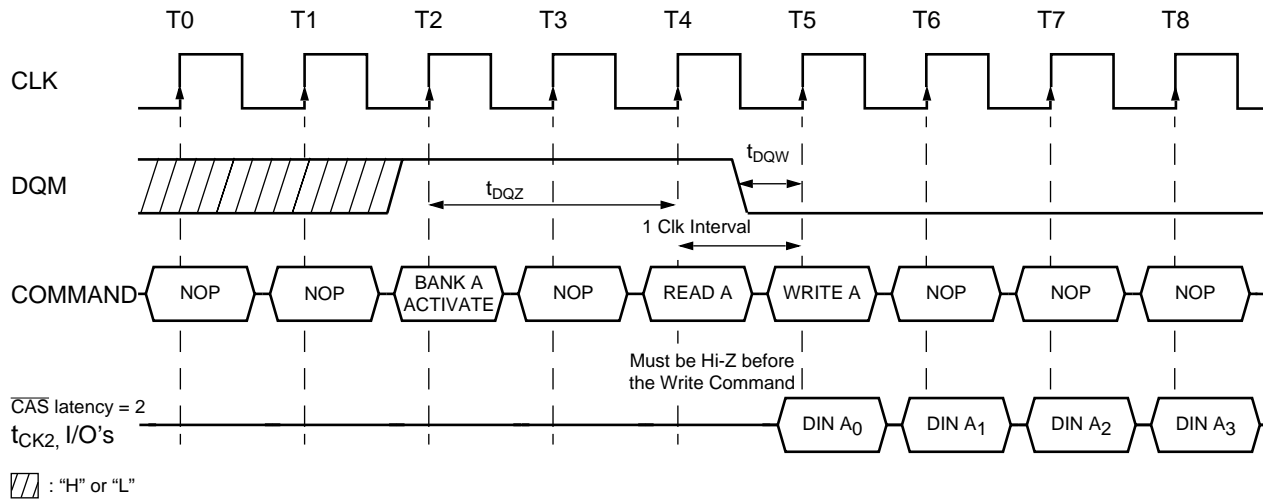 T0 T1 T2 T3 T4 T5 T6 T7 T8
CLK
tDQW
DQM
tDQZ
1 Clk Interval
COMMAND NOP NOP BANK A ACTIVATE NOP READ A WRITE A NOP NOP NOP
Must be Hi-Z before
the Write Command
CAS latency = 2
tCK2, I/O's DIN A0 DIN A1 DIN A2 DIN A3
: “H” or “L”